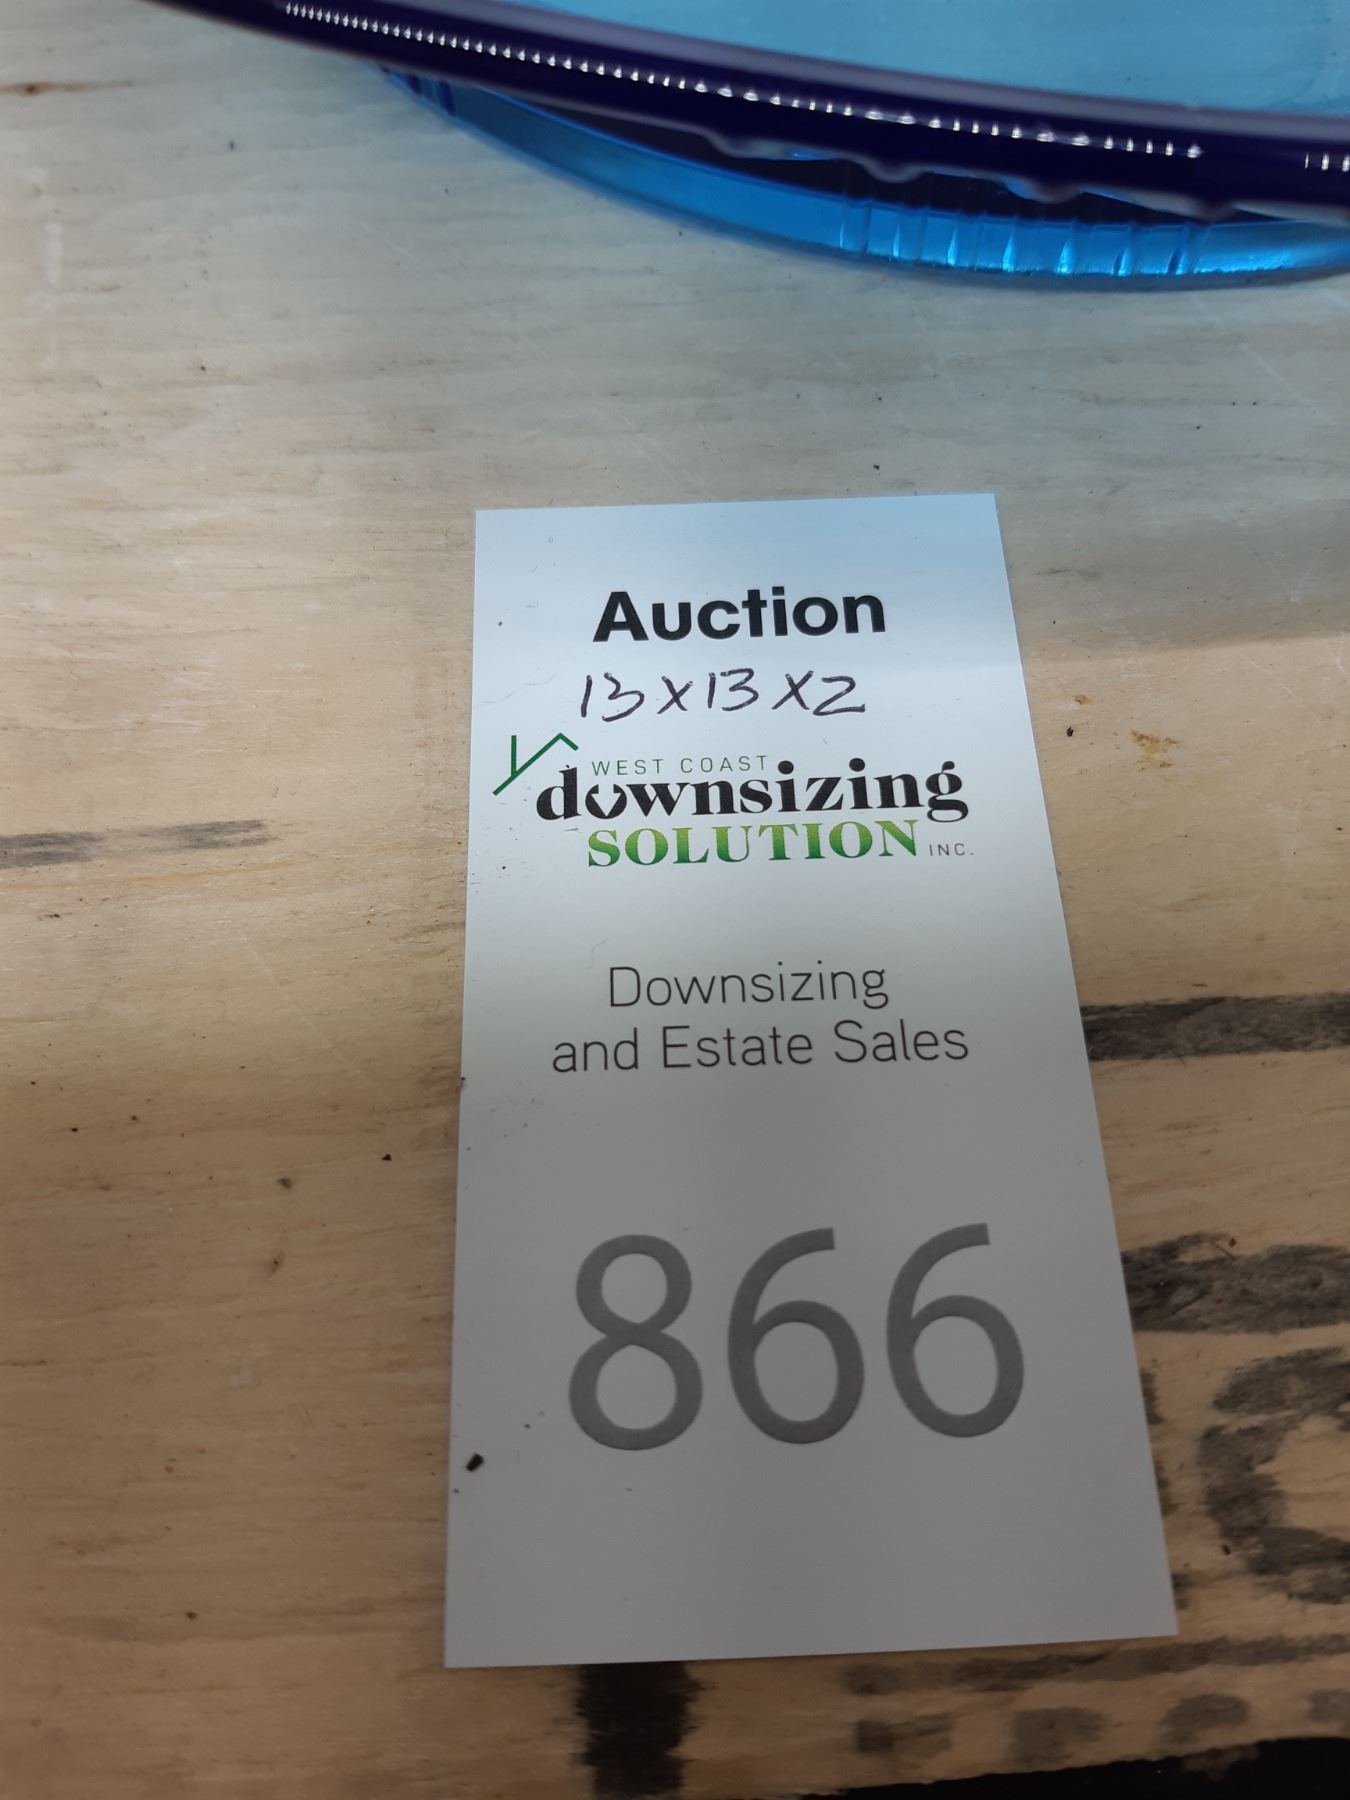 Auction
13x13x2
WEST COAST
downsizing
SOLUTION INC.
Downsizing
and Estate Sales
866